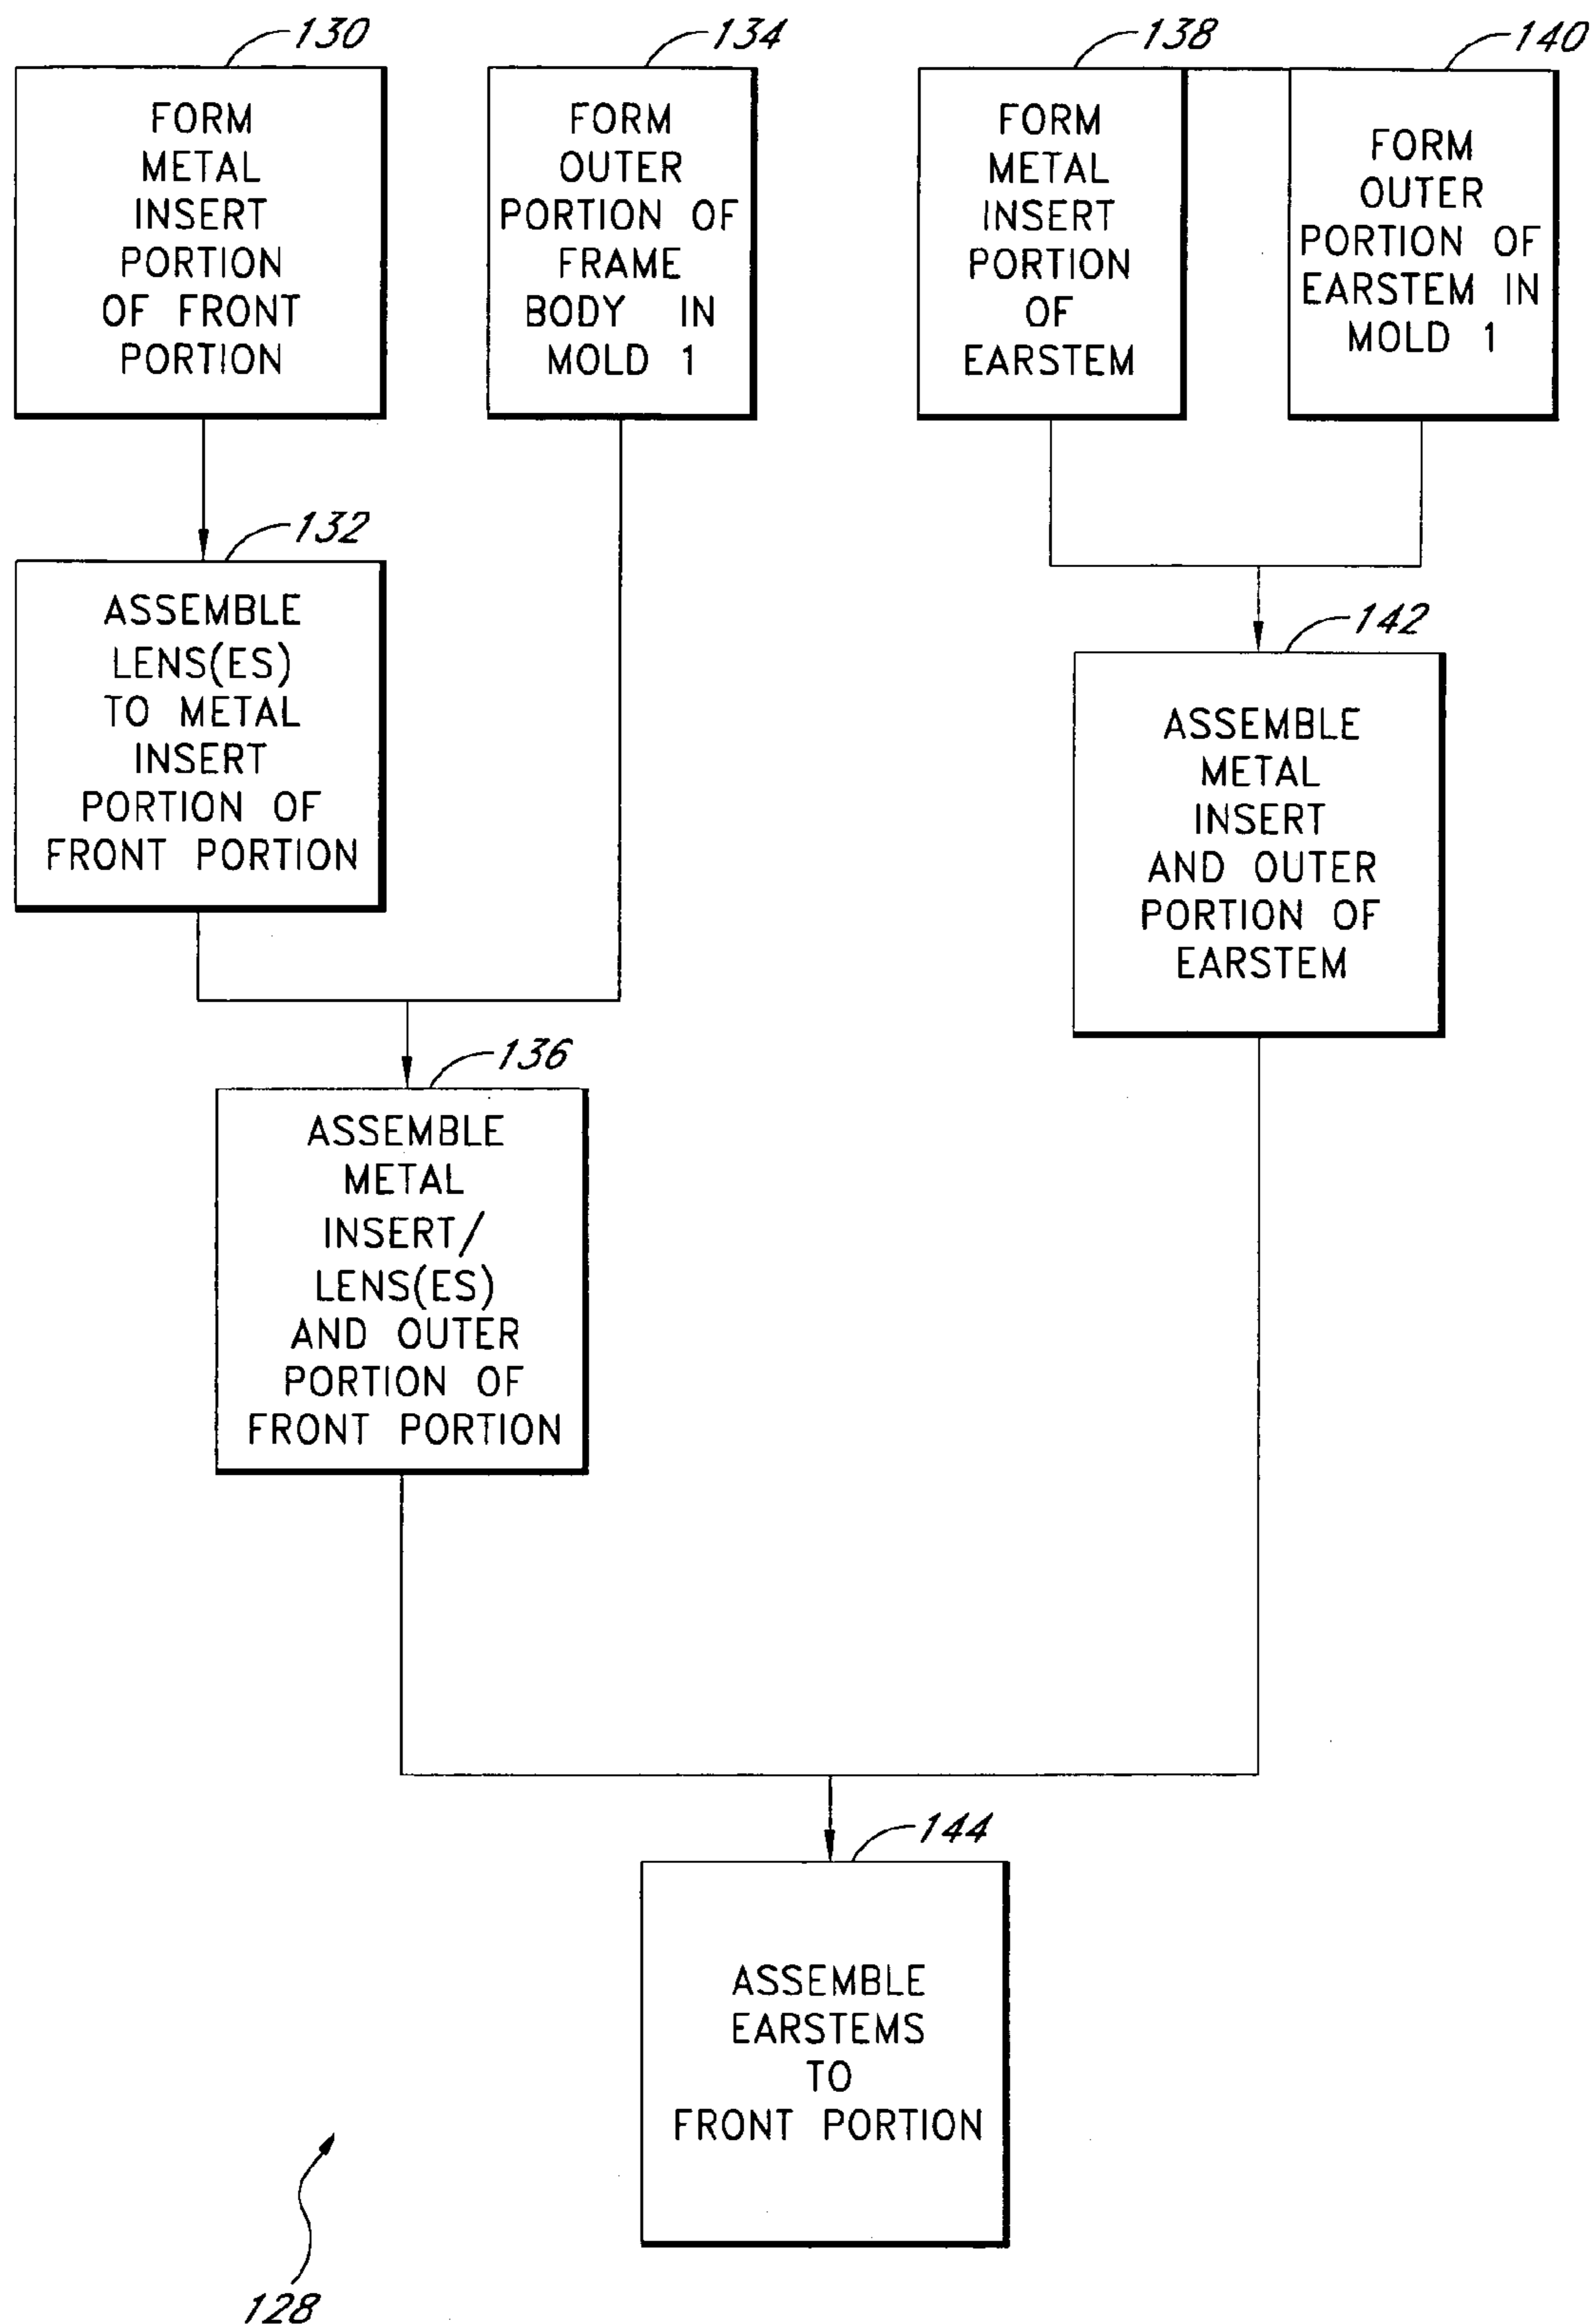 130
FORM
METAL
INSERT
PORTION
OF FRONT
PORTION
134
FORM
OUTER
PORTION OF
FRAME
BODY IN
MOLD 1
138
FORM
METAL
INSERT
PORTION
OF
EARSTEM
140
FORM
OUTER
PORTION OF
EARSTEM IN
MOLD 1
132
ASSEMBLE
LENS(ES)
TO METAL
INSERT
PORTION OF
FRONT PORTION
142
ASSEMBLE
METAL
INSERT
AND OUTER
PORTION OF
EARSTEM
136
ASSEMBLE
METAL
INSERT/
LENS(ES)
AND OUTER
PORTION OF
FRONT PORTION
144
ASSEMBLE
EARSTEMS
TO
FRONT PORTION
128